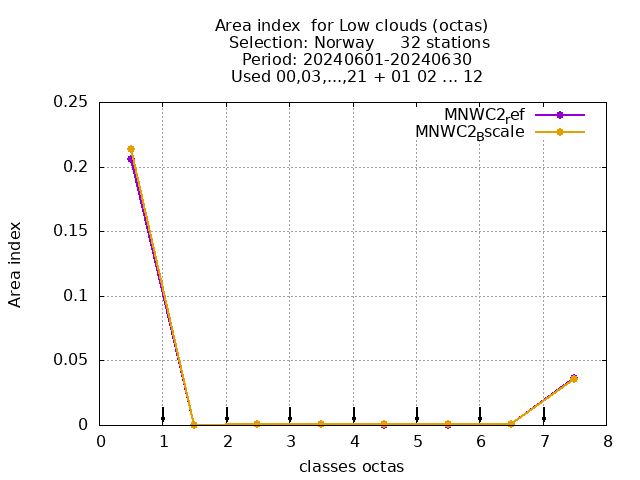 Area index  for Low clouds (octas)
Selection: Norway     32 stations
Period: 20240601-20240630
Used 00,03,...,21 + 01 02 ... 12
MNWC2ref
MNWC2Bscale
0.25
0.2
0.15
0.1
0.05
0
Area index
0 1 2 3 4 5 6 7 8
classes octas